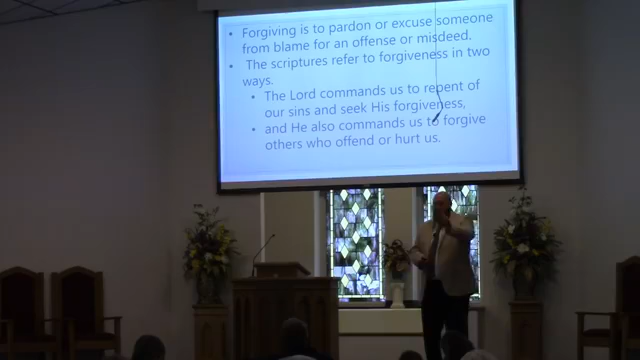 • Forgiving is to pardon or excuse someone
from blame for an offense or misdeed.
• The scriptures refer to forgiveness in two
ways.
• The Lord commands us to repent of
our sins and seek His forgiveness,
• and He also commands us to forgive
others who offend or hurt us.